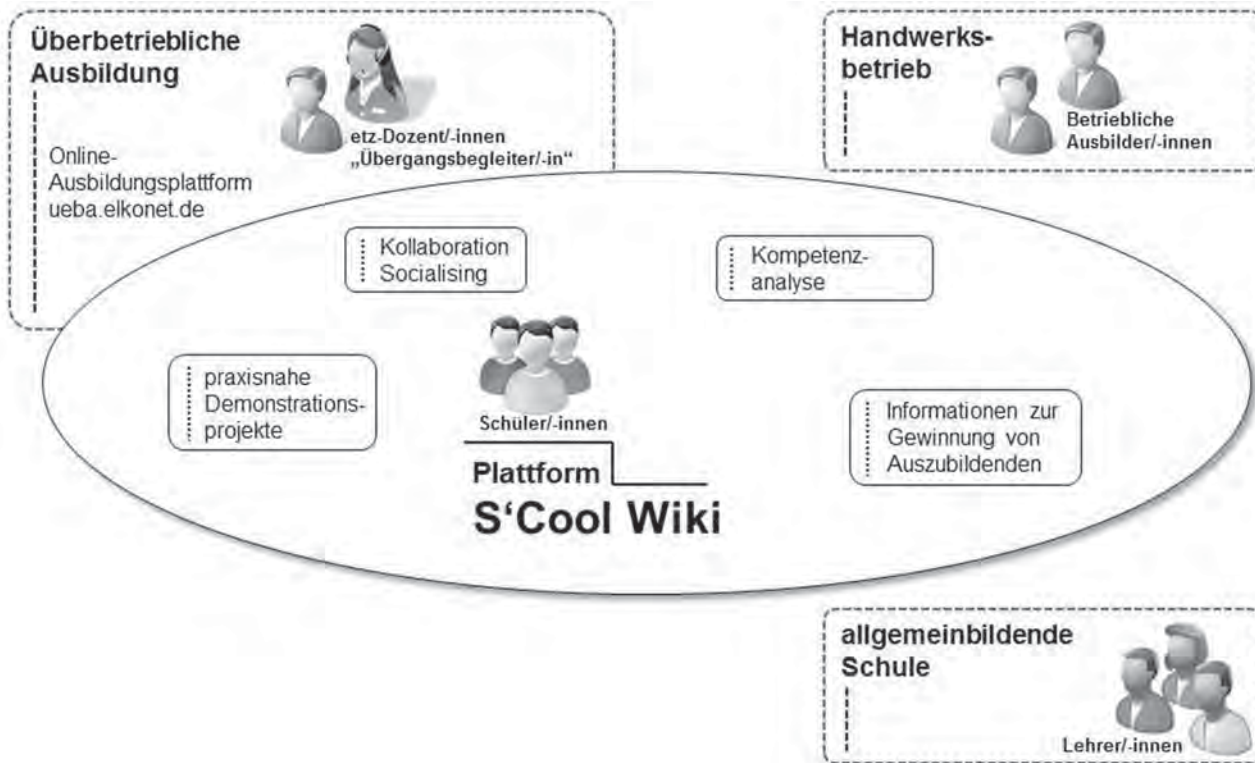 Überbetriebliche
Ausbildung
etz-Dozent/-innen
„Übergangsbegleiter/-in“
Online-
Ausbildungsplattform
ueba.elkonet.de
Handwerks-
betrieb
Betriebliche
Ausbilder/-innen
Kollaboration
Socialising
Kompetenz-
analyse
praxisnahe
Demonstrations-
projekte
Schüler/-innen
Informationen zur
Gewinnung von
Auszubildenden
Plattform
S‘Cool Wiki
allgemeinbildende
Schule
Lehrer/-innen